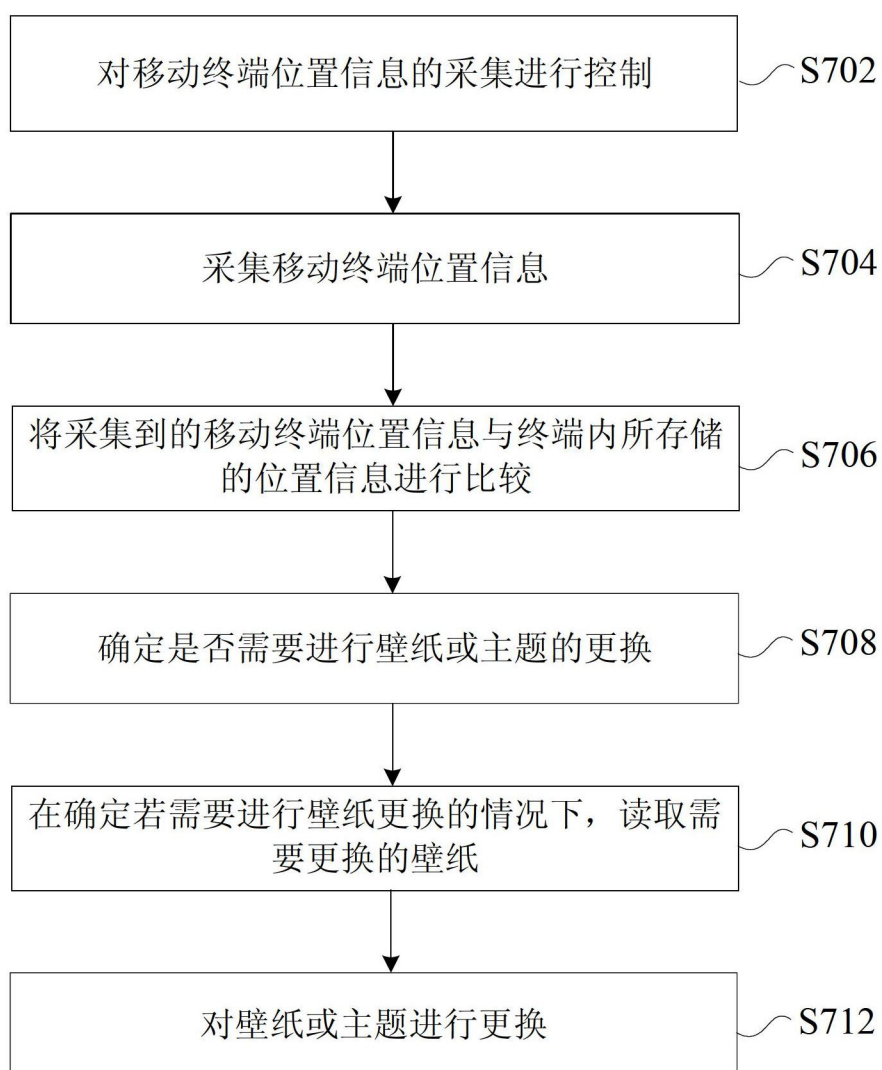 对移动终端位置信息的采集进行控制
S702
采集移动终端位置信息
S704
将采集到的移动终端位置信息与终端内所存储
的位置信息进行比较
S706
确定是否需要进行壁纸或主题的更换
S708
在确定若需要进行壁纸更换的情况下，读取需
要更换的壁纸
S710
对壁纸或主题进行更换
S712